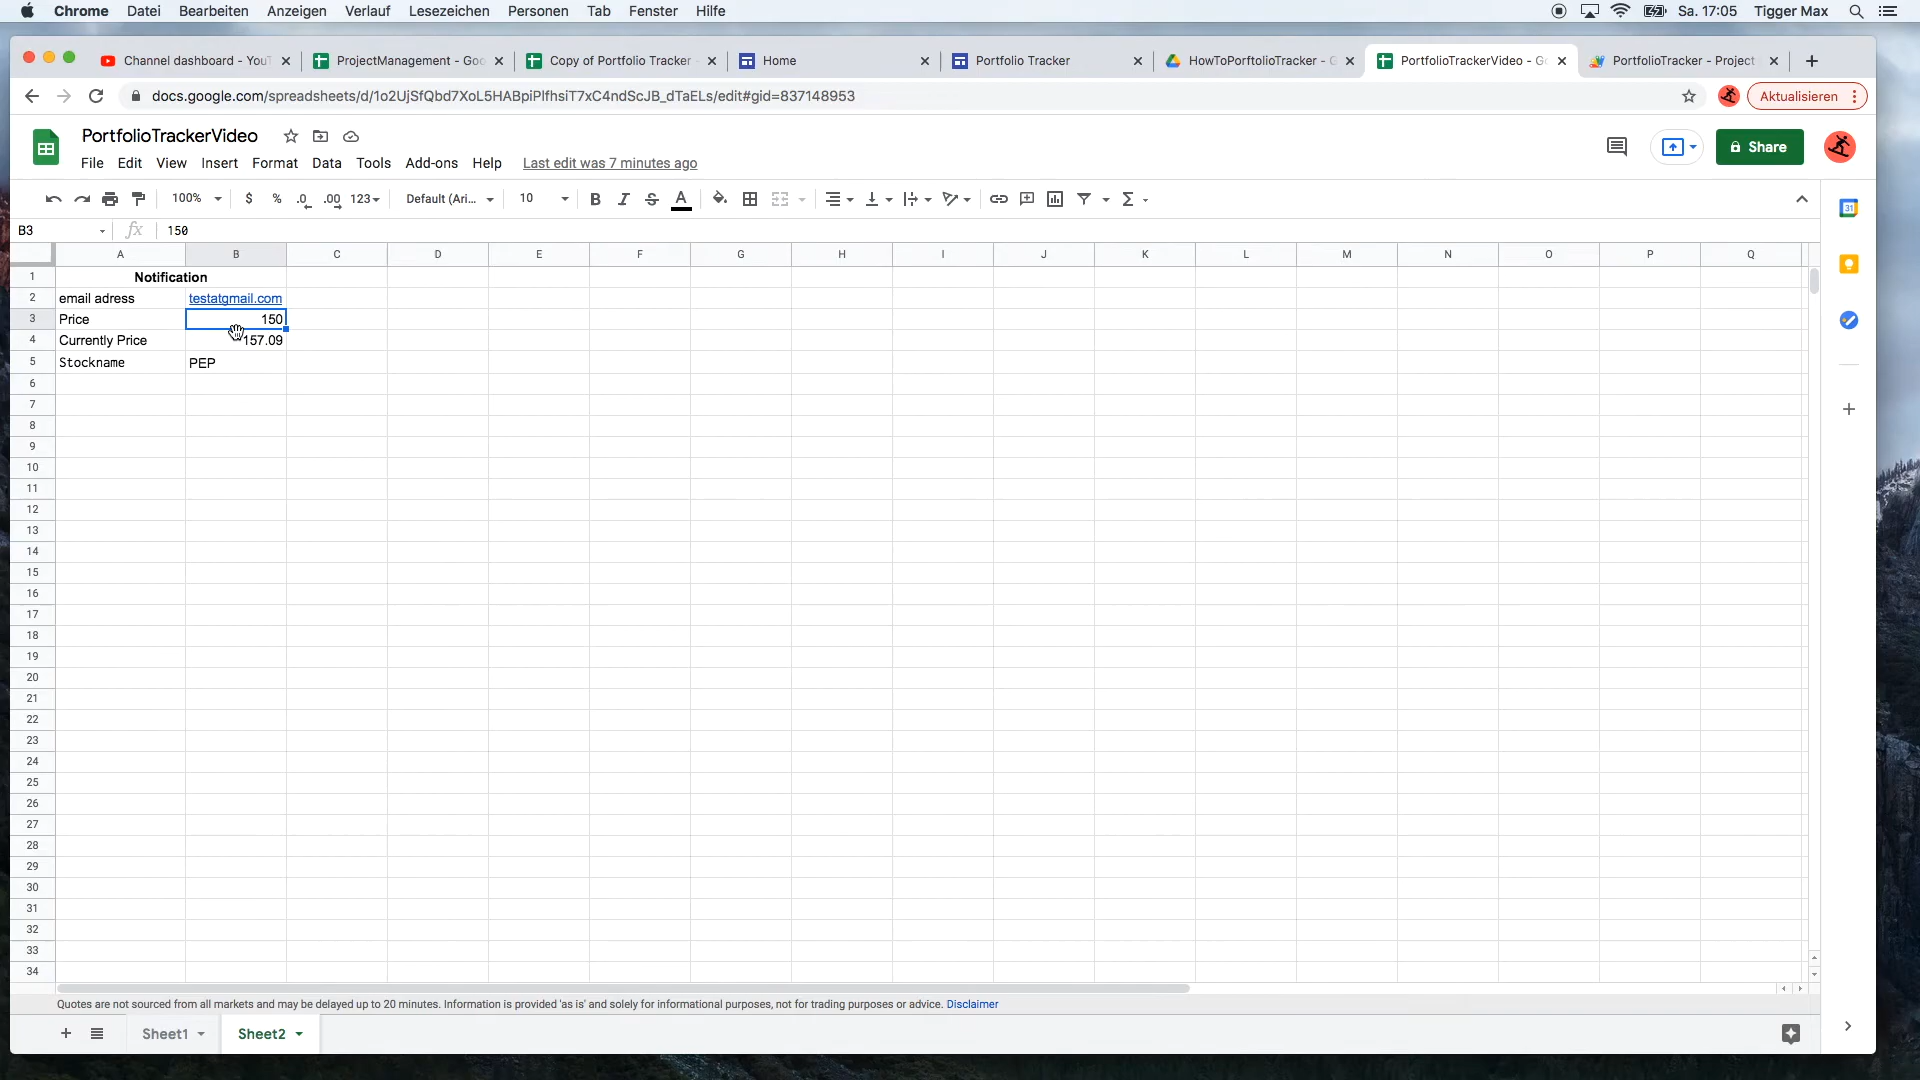 Chrome Datei Bearbeiten Anzeigen Verlauf Lesezeichen Personen Tab Fenster Hilfe Sa. 17:05 Tigger Max
Channel dashboard - YouT ProjectManagement - Goo Copy of Portfolio Tracker Home Portfolio Tracker HowToPorftolioTracker - G PortfolioTrackerVideo - Go PortfolioTracker - Project
docs.google.com/spreadsheets/d/1o2UjSfQbd7XoL5HABpiPlfhsiT7xC4ndScJB_dTaELs/edit#gid=837148953 Aktualisieren
PortfolioTrackerVideo
File Edit View Insert Format Data Tools Add-ons Help Last edit was 7 minutes ago Share
100% $ % .0 .00 123 Default (Ari... 10 B I S A 31
B3 fx 150
A B C D E F G H I J K L M N O P Q
1 Notification
2 email adress testatgmail.com
3 Price 150
4 Currently Price 157.09
5 Stockname PEP
6
7
8
9
10
11
12
13
14
15
16
17
18
19
20
21
22
23
24
25
26
27
28
29
30
31
32
33
34
Quotes are not sourced from all markets and may be delayed up to 20 minutes. Information is provided 'as is' and solely for informational purposes, not for trading purposes or advice. Disclaimer
Sheet1 Sheet2